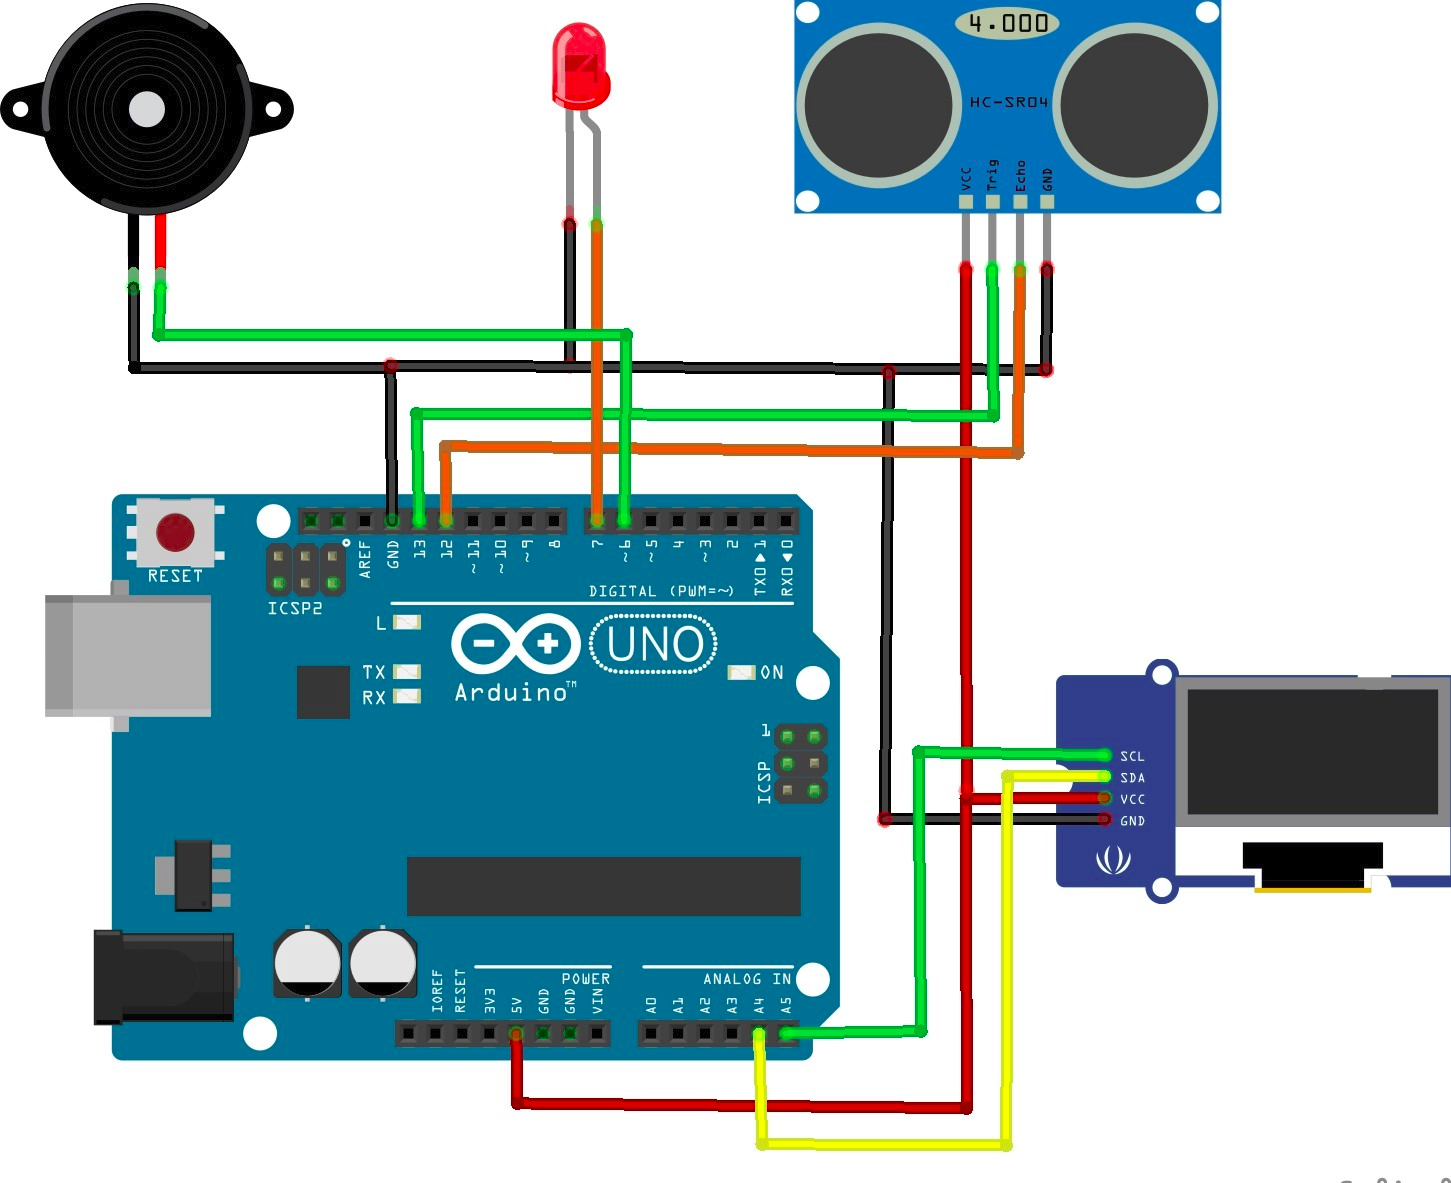 4.000
HC-SR04
VCC
Trig
Echo
GND
RESET
ICSP2
AREF
GND
13
12
~11
~10
~9
8
7
~6
~5
4
~3
2
TX0▶1
RX0◀0
DIGITAL (PWM=~)
L
TX
RX
UNO
Arduino™
ON
1
ICSP
SCL
SDA
VCC
GND
POWER
ANALOG IN
IOREF
RESET
3V3
5V
GND
GND
VIN
A0
A1
A2
A3
A4
A5